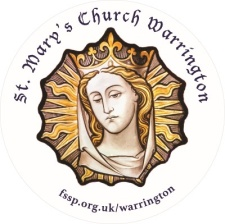 St. Mary's Church Warrington
fssp.org.uk/warrington